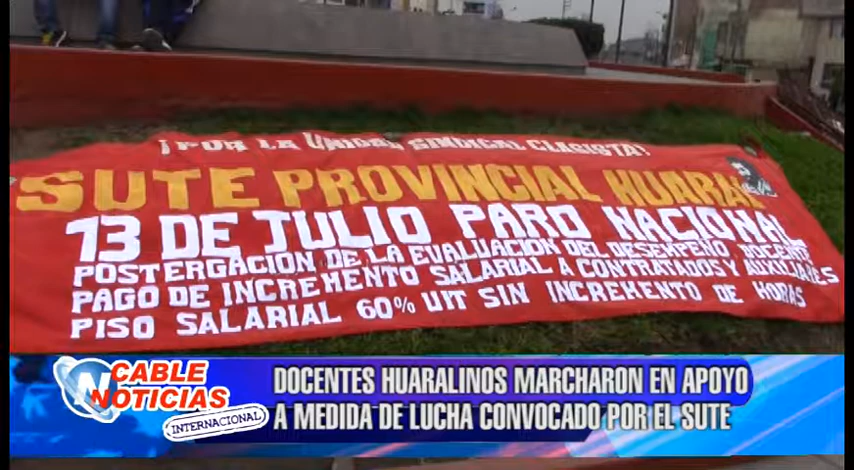 ¡POR LA UNIDAD SINDICAL CLASISTA!
SUTE PROVINCIAL HUARAL
13 DE JULIO PARO NACIONAL
POSTERGACIÓN DE LA EVALUACIÓN DEL DESEMPEÑO DOCENTE
PAGO DE INCREMENTO SALARIAL A CONTRATADOS Y AUXILIARES
PISO SALARIAL 60% UIT SIN INCREMENTO DE HORAS
CABLE
NOTICIAS
INTERNACIONAL
DOCENTES HUARALINOS MARCHARON EN APOYO
A MEDIDA DE LUCHA CONVOCADO POR EL SUTE